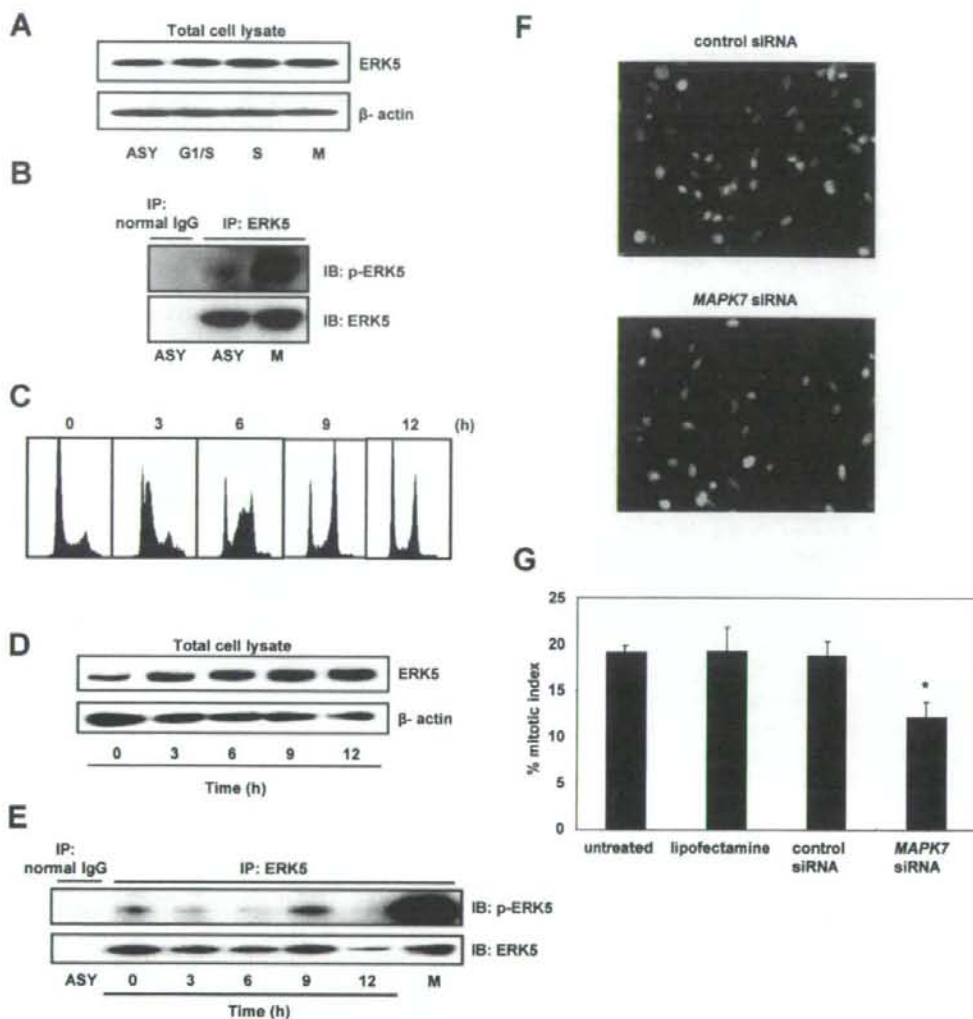 A
Total cell lysate
ERK5
β- actin
ASY G1/S S M
B
IP:
normal IgG
IP: ERK5
IB: p-ERK5
IB: ERK5
ASY ASY M
C
0 3 6 9 12 (h)
D
Total cell lysate
ERK5
β- actin
0 3 6 9 12
Time (h)
E
IP:
normal IgG
IP: ERK5
IB: p-ERK5
IB: ERK5
ASY 0 3 6 9 12 M
Time (h)
F
control siRNA
MAPK7 siRNA
G
% mitotic index
25
20
15
10
5
0
*
untreated lipofectamine control siRNA MAPK7 siRNA